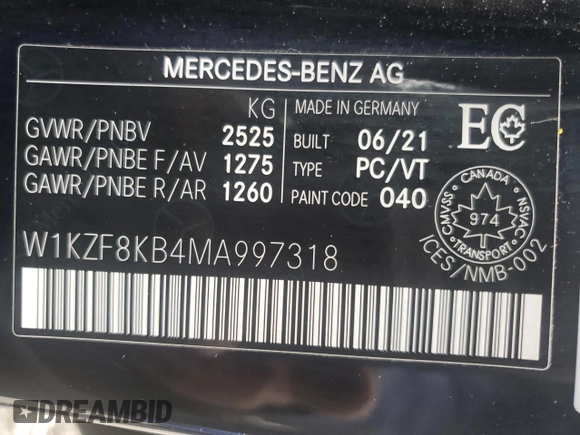 MERCEDES-BENZ AG
KG
GVWR/PNBV 2525
GAWR/PNBE F/AV 1275
GAWR/PNBE R/AR 1260
MADE IN GERMANY
BUILT 06/21
TYPE PC/VT
PAINT CODE 040
EC
CANADA
CMVSS
NSVAC
974
TRANSPORT
ICES/NMB-002
W1KZF8KB4MA997318
DREAMBID